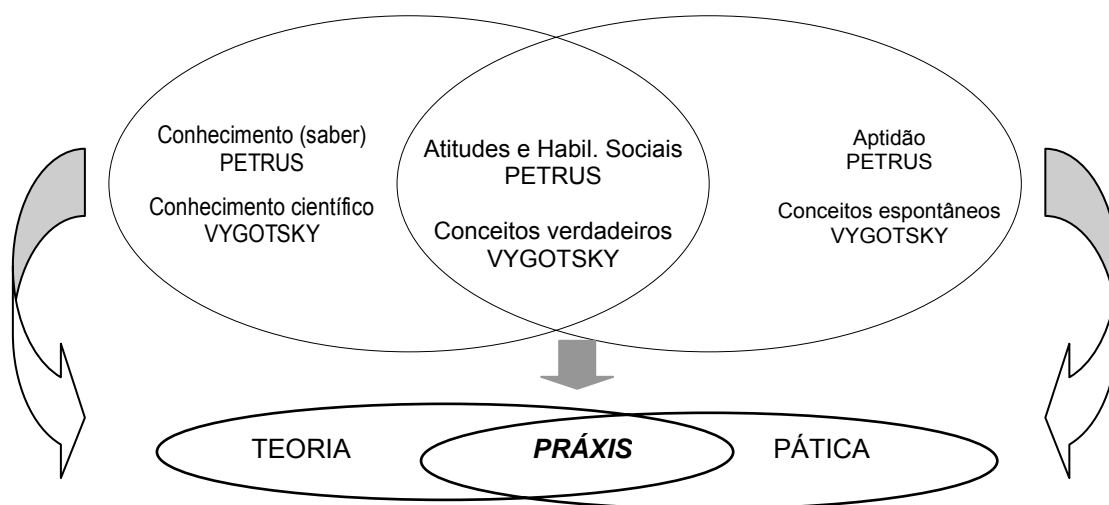 Conhecimento (saber)
PETRUS
Conhecimento científico
VYGOTSKY
Atitudes e Habil. Sociais
PETRUS
Conceitos verdadeiros
VYGOTSKY
Aptidão
PETRUS
Conceitos espontâneos
VYGOTSKY
TEORIA
PRÁXIS
PÁTICA